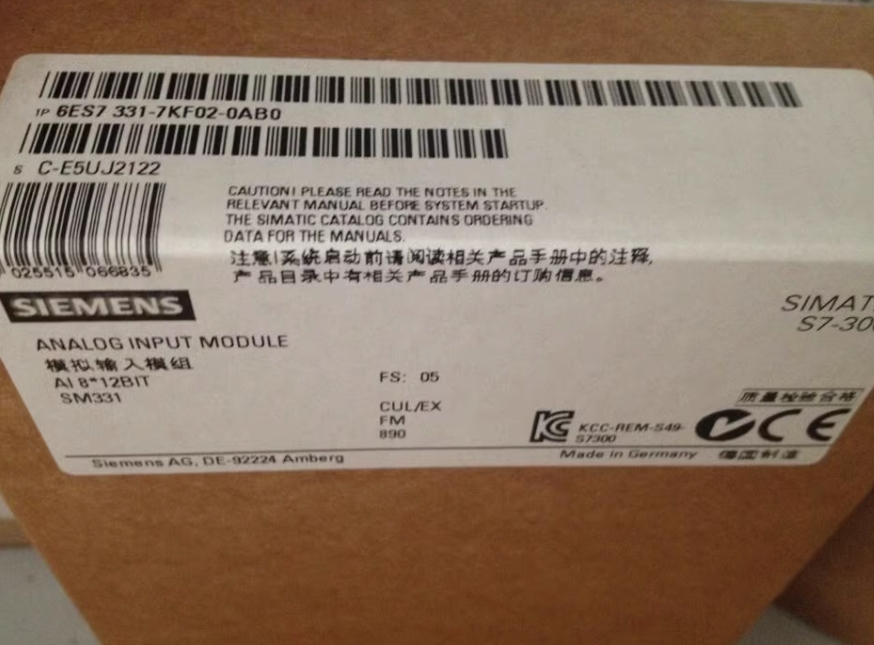 1P 6ES7 331-7KF02-0AB0
S C-E5UJ2122
CAUTION! PLEASE READ THE NOTES IN THE
RELEVANT MANUAL BEFORE SYSTEM STARTUP.
THE SIMATIC CATALOG CONTAINS ORDERING
DATA FOR THE MANUALS.
注意!系统启动前请阅读相关产品手册中的注释,
产品目录中有相关产品手册的订购信息。
025515 066835
SIEMENS
SIMAT
S7-30
ANALOG INPUT MODULE
模拟输入模组
AI 8*12BIT
SM331
FS: 05
CUL/EX
FM
890
质量检验合格
KCC-REM-S49-
S7300
CE
Siemens AG, DE-92224 Amberg
Made in Germany 德国制造